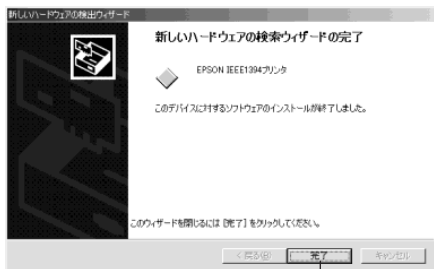 新しいハードウェアの検出ウィザード
新しいハードウェアの検索ウィザードの完了
EPSON IEEE1394プリンタ
このデバイスに対するソフトウェアのインストールが終了しました。
このウィザードを閉じるには [完了] をクリックしてください。
< 戻る(B)
完了
キャンセル